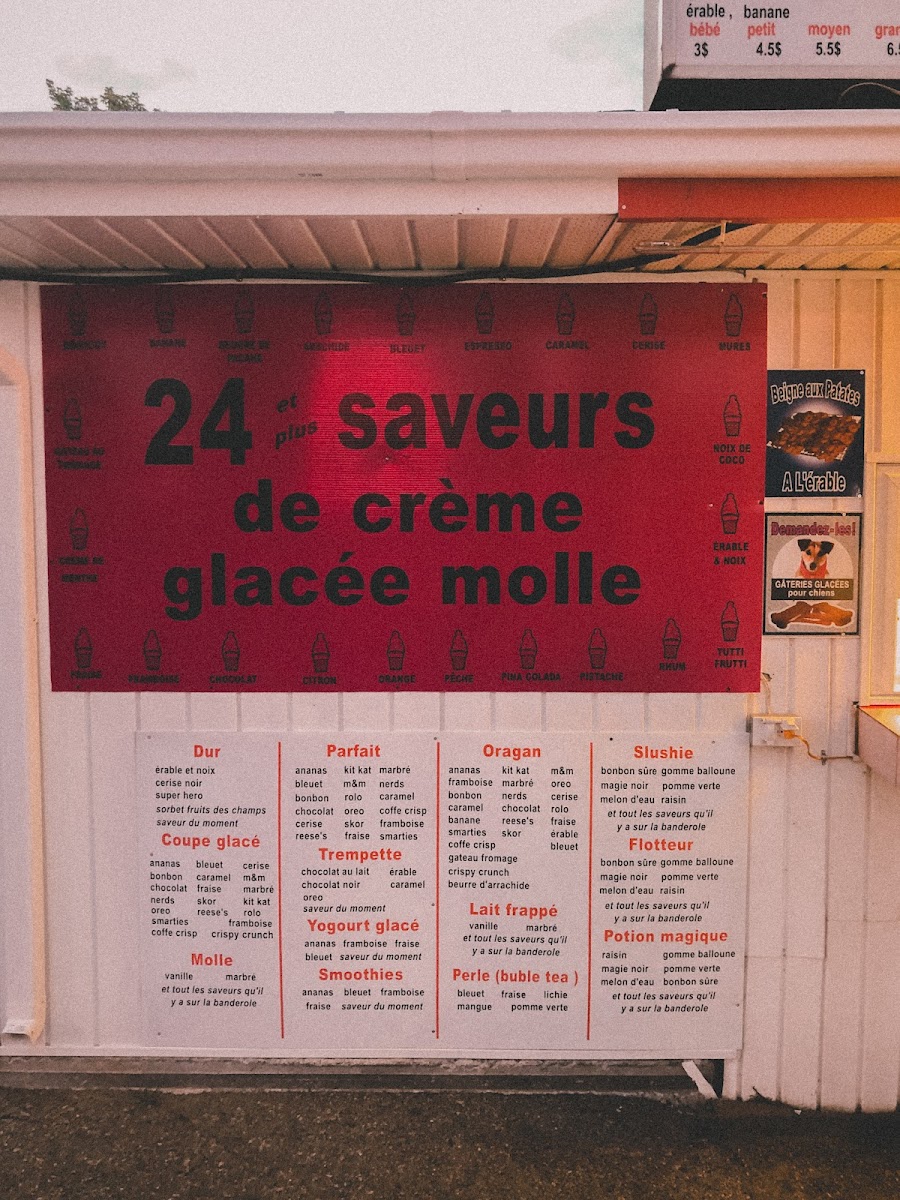 érable , banane
bébé petit moyen
3$ 4.5$ 5.5$
BANANE BEURRE DE BLEUET ESPRESSO CARAMEL CERISE MÛRES
24 et plus saveurs
de crème
glacée molle
NOIX DE
COCO
CRÈME DE
MENTHE
ERABLE
& NOIX
TUTTI
FRUTTI
FRAMBOISE CHOCOLAT CITRON ORANGE PÊCHE PINA COLADA PISTACHE RHUM
Beigne aux Patates
A L'érable
Demandez-les!
GÂTERIES GLACÉES
pour chiens
Dur
érable et noix
cerise noir
super hero
sorbet fruits des champs
saveur du moment
Coupe glacé
ananas bleuet cerise
bonbon caramel m&m
chocolat fraise marbré
nerds skor kit kat
oreo reese's rolo
smarties framboise
coffe crisp crispy crunch
Molle
vanille marbré
et tout les saveurs qu'il
y a sur la banderole
Parfait
ananas kit kat marbré
bleuet m&m nerds
bonbon rolo caramel
chocolat oreo coffe crisp
cerise skor framboise
reese's fraise smarties
Trempette
chocolat au lait érable
chocolat noir caramel
oreo
saveur du moment
Yogourt glacé
ananas framboise fraise
bleuet saveur du moment
Smoothies
ananas bleuet framboise
fraise saveur du moment
Oragan
ananas kit kat m&m
framboise marbré oreo
bonbon nerds cerise
caramel chocolat rolo
banane reese's fraise
smarties skor érable
coffe crisp bleuet
gateau fromage
crispy crunch
beurre d'arrachide
Lait frappé
vanille marbré
et tout les saveurs qu'il
y a sur la banderole
Perle (buble tea )
bleuet fraise lichie
mangue pomme verte
Slushie
bonbon sûre gomme balloune
magie noir pomme verte
melon d'eau raisin
et tout les saveurs qu'il
y a sur la banderole
Flotteur
bonbon sûre gomme balloune
magie noir pomme verte
melon d'eau raisin
et tout les saveurs qu'il
y a sur la banderole
Potion magique
raisin gomme balloune
magie noir pomme verte
melon d'eau bonbon sûre
et tout les saveurs qu'il
y a sur la banderole